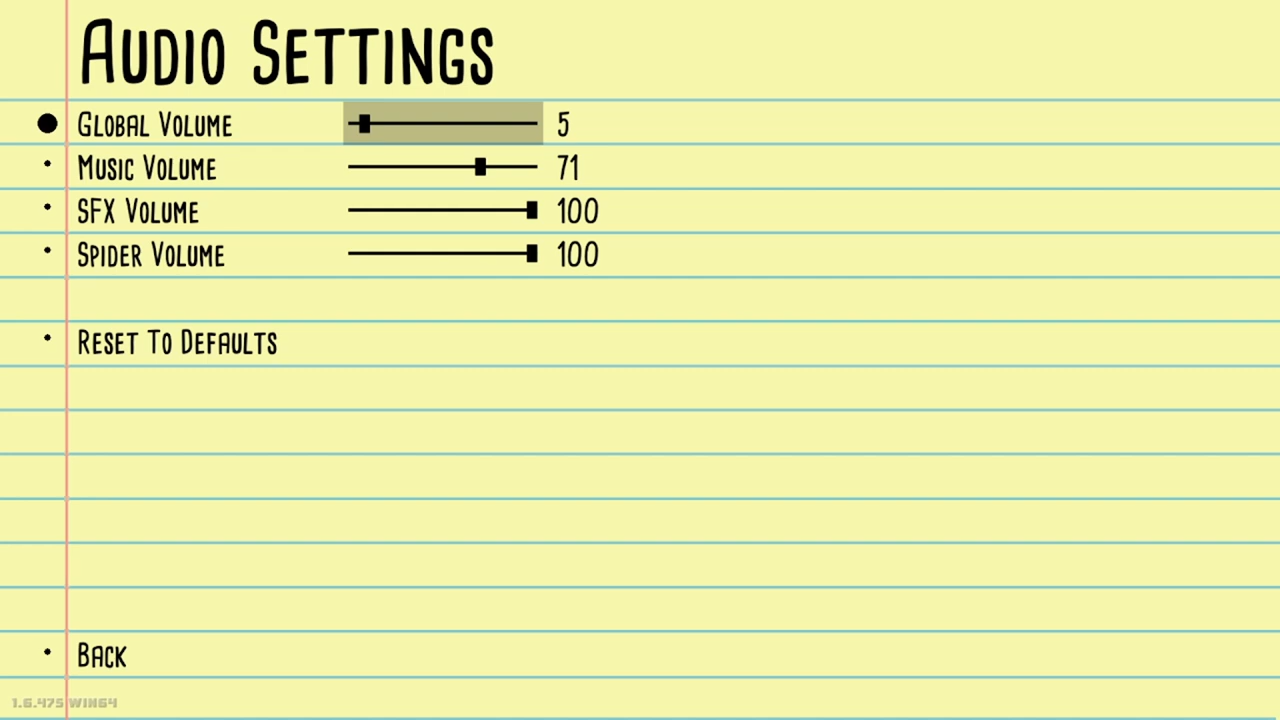 Audio Settings
Global Volume 5
Music Volume 71
SFX Volume 100
Spider Volume 100
Reset To Defaults
Back
1.6.475 WIN64